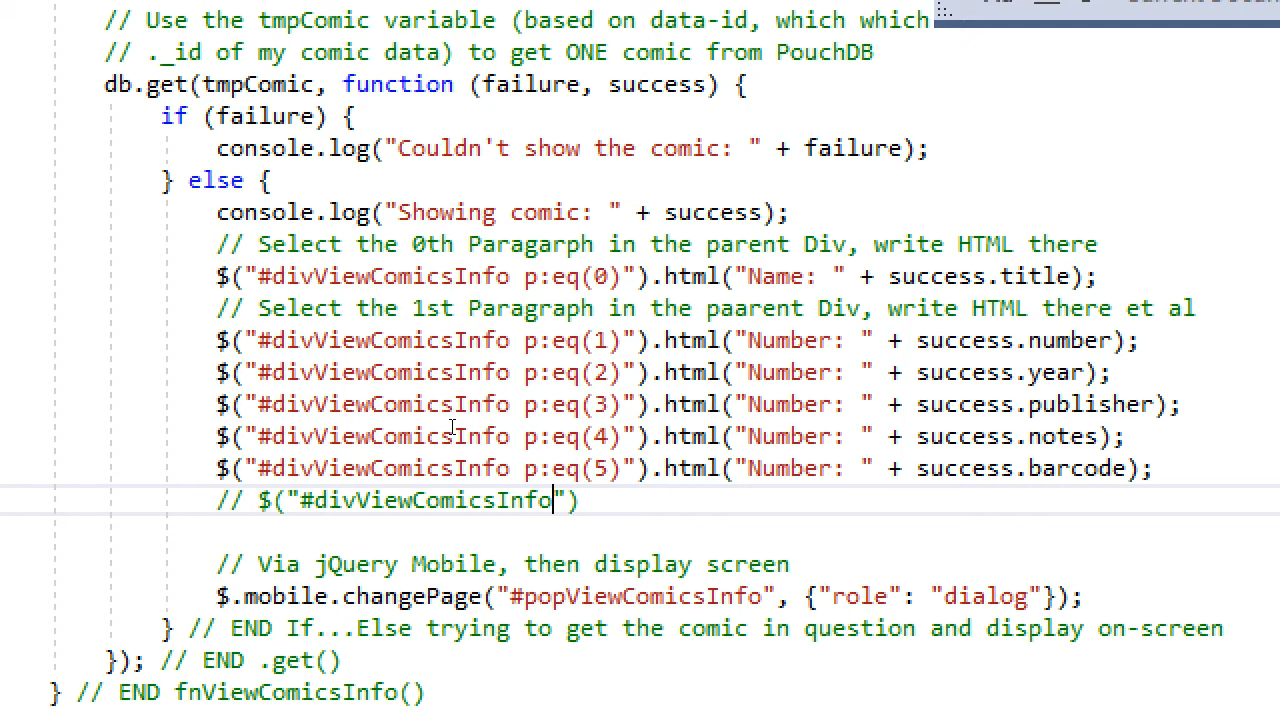 // Use the tmpComic variable (based on data-id, which which
// ._id of my comic data) to get ONE comic from PouchDB
db.get(tmpComic, function (failure, success) {
if (failure) {
console.log("Couldn't show the comic: " + failure);
} else {
console.log("Showing comic: " + success);
// Select the 0th Paragarph in the parent Div, write HTML there
$("#divViewComicsInfo p:eq(0)").html("Name: " + success.title);
// Select the 1st Paragraph in the paarent Div, write HTML there et al
$("#divViewComicsInfo p:eq(1)").html("Number: " + success.number);
$("#divViewComicsInfo p:eq(2)").html("Number: " + success.year);
$("#divViewComicsInfo p:eq(3)").html("Number: " + success.publisher);
$("#divViewComicsInfo p:eq(4)").html("Number: " + success.notes);
$("#divViewComicsInfo p:eq(5)").html("Number: " + success.barcode);
// $("#divViewComicsInfo")
// Via jQuery Mobile, then display screen
$.mobile.changePage("#popViewComicsInfo", {"role": "dialog"});
} // END If...Else trying to get the comic in question and display on-screen
}); // END .get()
} // END fnViewComicsInfo()